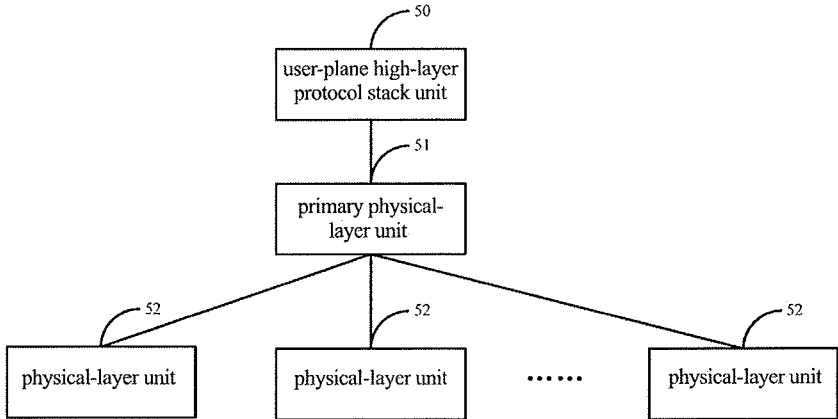 50
user-plane high-layer
protocol stack unit
51
primary physical-
layer unit
52
52
52
physical-layer unit
physical-layer unit
......
physical-layer unit